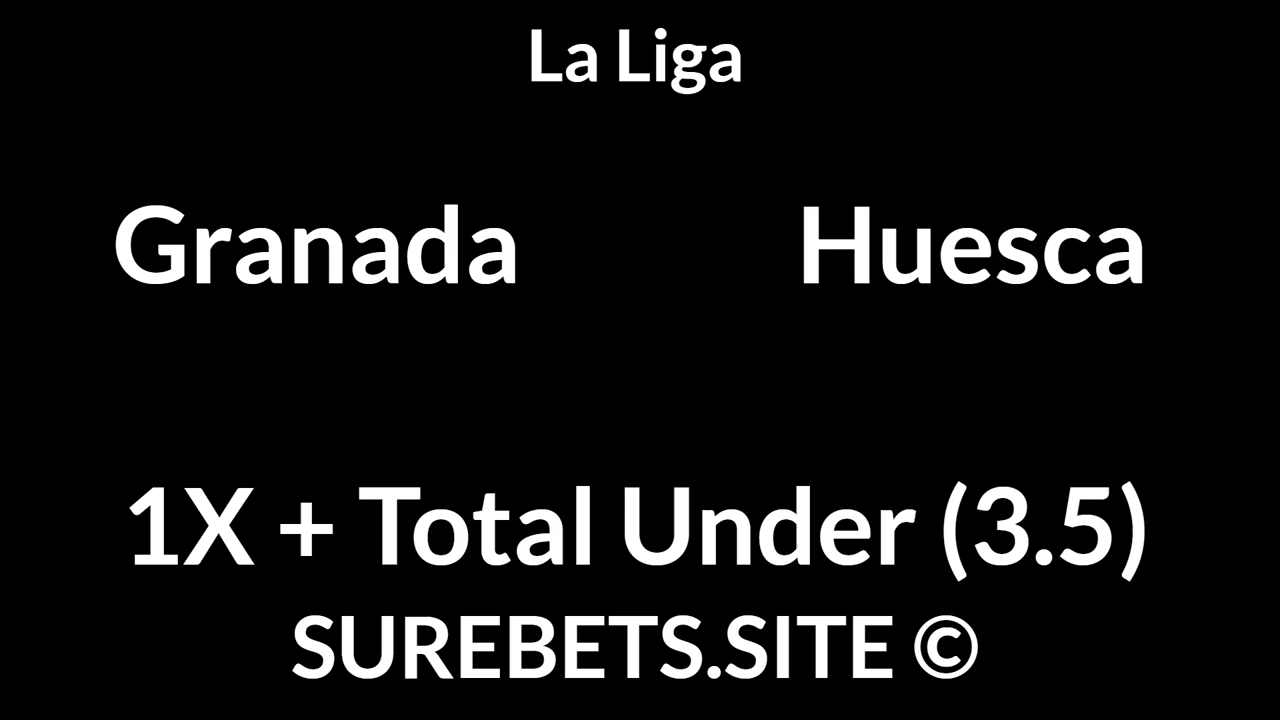 La Liga
Granada Huesca
1X + Total Under (3.5)
SUREBETS.SITE ©